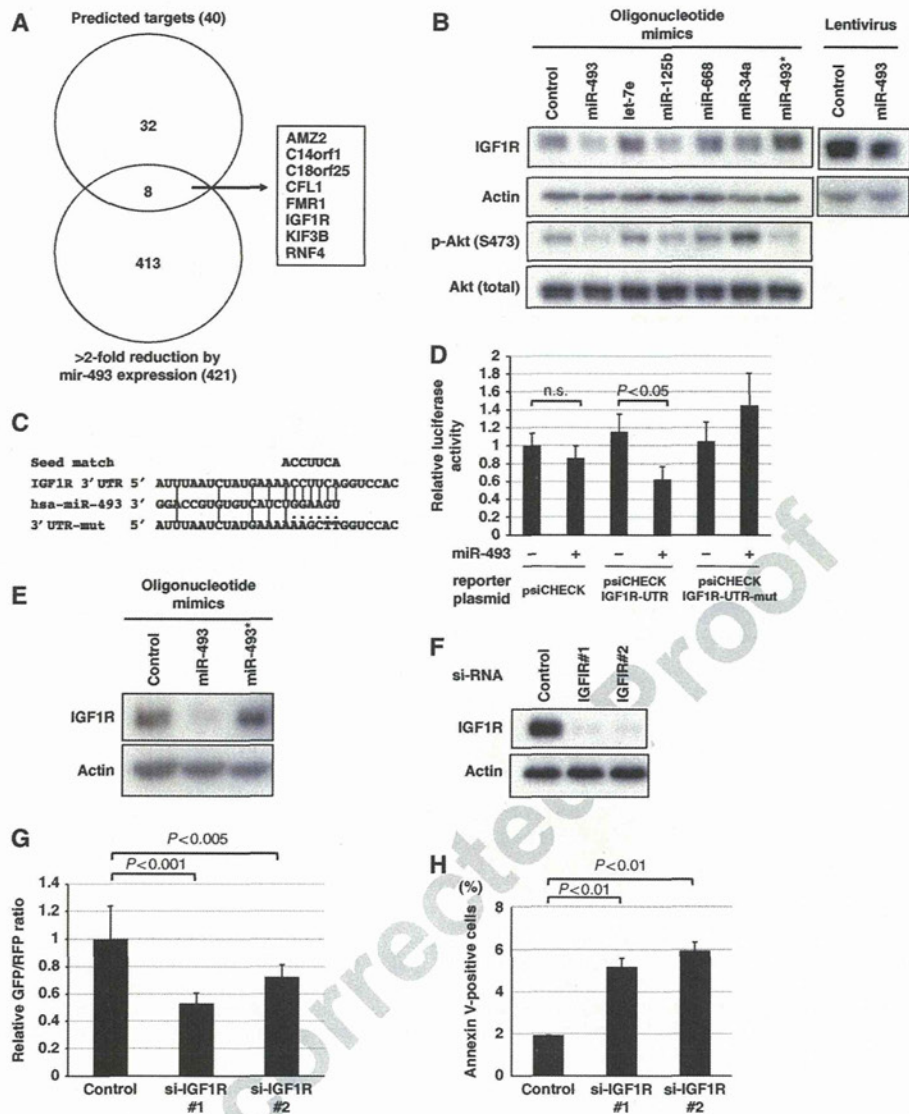 A
Predicted targets (40)
32
8
413
>2-fold reduction by
mir-493 expression (421)
AMZ2
C14orf1
C18orf25
CFL1
FMR1
IGF1R
KIF3B
RNF4
B
Oligonucleotide
mimics
Lentivirus
Control
miR-493
let-7e
miR-125b
miR-668
miR-34a
miR-493*
Control
miR-493
IGF1R
Actin
p-Akt (S473)
Akt (total)
C
Seed match ACCUUCA
IGF1R 3'UTR 5' AUUUAAUCUAUGAAAACCUUCAGGUCCAC
hsa-miR-493 3' GGACCGUGUGUCAUCUGGAAGU
3'UTR-mut 5' AUUUAAUCUAUGAAAAAAGCTTGGUCCAC
D
Relative luciferase
activity
2
1.8
1.6
1.4
1.2
1
0.8
0.6
0.4
0.2
0
n.s.
P<0.05
miR-493 – + – + – +
reporter
plasmid
psiCHECK
psiCHECK
IGF1R-UTR
psiCHECK
IGF1R-UTR-mut
E
Oligonucleotide
mimics
Control
miR-493
miR-493*
IGF1R
Actin
F
si-RNA
Control
IGFIR#1
IGFIR#2
IGF1R
Actin
G
P<0.005
P<0.001
Relative GFP/RFP ratio
1.4
1.2
1
0.8
0.6
0.4
0.2
0
Control
si-IGF1R
#1
si-IGF1R
#2
H
(%)
P<0.01
P<0.01
Annexin V-positive cells
8
6
4
2
0
Control
si-IGF1R
#1
si-IGF1R
#2
corrected Proof